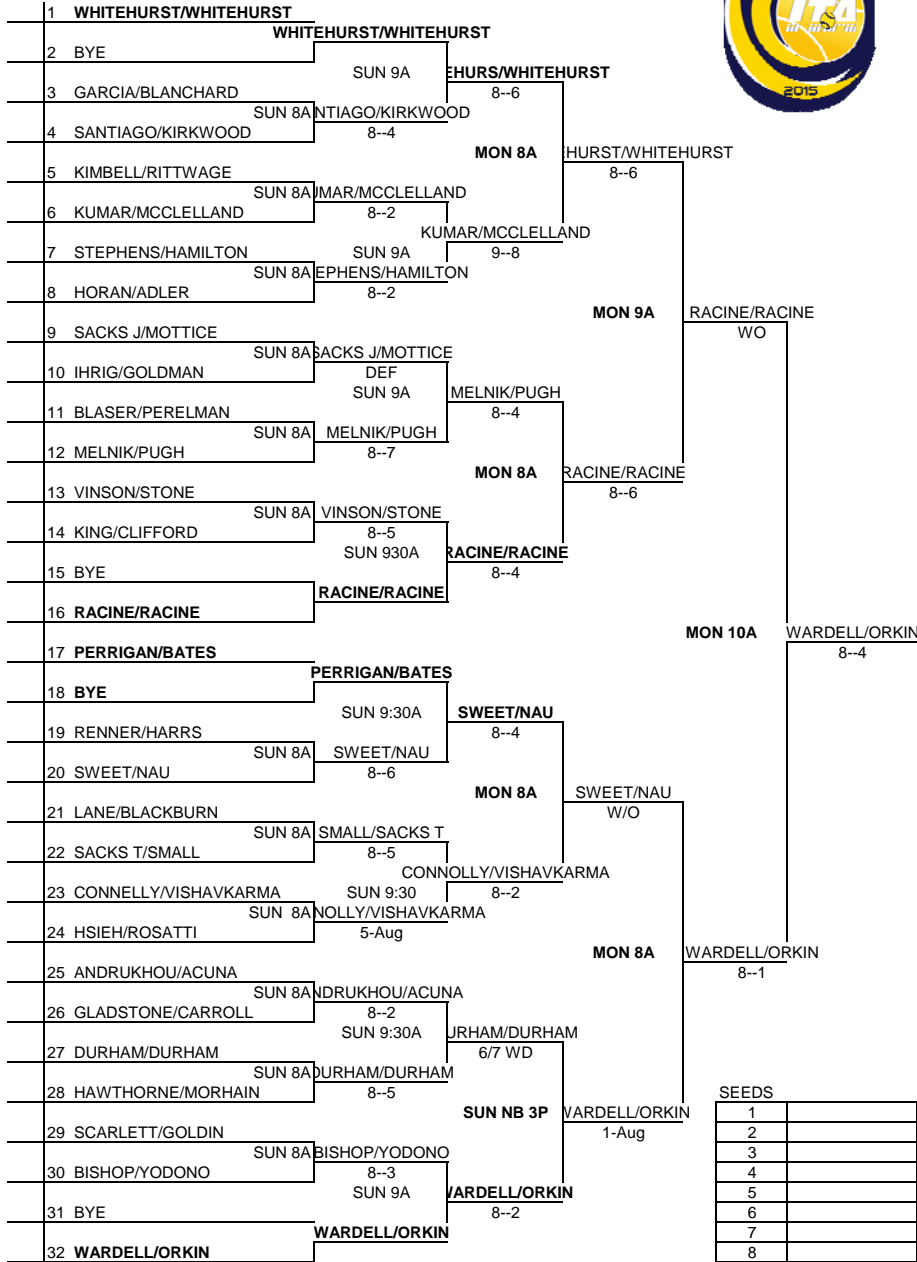 1 WHITEHURST/WHITEHURST
WHITEHURST/WHITEHURST
2 BYE
SUN 9A EHURS/WHITEHURST
3 GARCIA/BLANCHARD 8--6
SUN 8A NTIAGO/KIRKWOOD
4 SANTIAGO/KIRKWOOD 8--4
MON 8A HURST/WHITEHURST
5 KIMBELL/RITTWAGE 8--6
SUN 8A UMAR/MCCLELLAND
6 KUMAR/MCCLELLAND 8--2
KUMAR/MCCLELLAND
7 STEPHENS/HAMILTON SUN 9A 9--8
SUN 8A EPHENS/HAMILTON
8 HORAN/ADLER 8--2
MON 9A RACINE/RACINE
9 SACKS J/MOTTICE WO
SUN 8A SACKS J/MOTTICE
10 IHRIG/GOLDMAN DEF
SUN 9A MELNIK/PUGH
11 BLASER/PERELMAN 8--4
SUN 8A MELNIK/PUGH
12 MELNIK/PUGH 8--7
MON 8A RACINE/RACINE
13 VINSON/STONE 8--6
SUN 8A VINSON/STONE
14 KING/CLIFFORD 8--5
SUN 930A RACINE/RACINE
15 BYE 8--4
RACINE/RACINE
16 RACINE/RACINE
MON 10A WARDELL/ORKIN
17 PERRIGAN/BATES 8--4
PERRIGAN/BATES
18 BYE
SUN 9:30A SWEET/NAU
19 RENNER/HARRS 8--4
SUN 8A SWEET/NAU
20 SWEET/NAU 8--6
MON 8A SWEET/NAU
21 LANE/BLACKBURN W/O
SUN 8A SMALL/SACKS T
22 SACKS T/SMALL 8--5
CONNOLLY/VISHAVKARMA
23 CONNELLY/VISHAVKARMA SUN 9:30 8--2
SUN 8A NOLLY/VISHAVKARMA
24 HSIEH/ROSATTI 5-Aug
MON 8A WARDELL/ORKIN
25 ANDRUKHOU/ACUNA 8--1
SUN 8A NDRUKHOU/ACUNA
26 GLADSTONE/CARROLL 8--2
SUN 9:30A URHAM/DURHAM
27 DURHAM/DURHAM 6/7 WD
SUN 8A DURHAM/DURHAM
28 HAWTHORNE/MORHAIN 8--5 SEEDS
SUN NB 3P WARDELL/ORKIN 1
29 SCARLETT/GOLDIN 1-Aug 2
SUN 8A BISHOP/YODONO 3
30 BISHOP/YODONO 8--3 4
SUN 9A WARDELL/ORKIN 5
31 BYE 8--2 6
WARDELL/ORKIN 7
32 WARDELL/ORKIN 8
ITA
2015